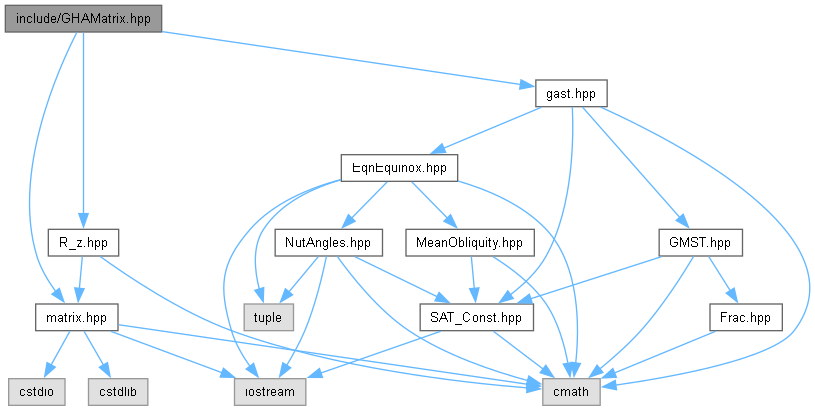 include/GHAMatrix.hpp
gast.hpp
EqnEquinox.hpp
R_z.hpp
NutAngles.hpp
MeanObliquity.hpp
GMST.hpp
matrix.hpp
tuple
SAT_Const.hpp
Frac.hpp
cstdio
cstdlib
iostream
cmath